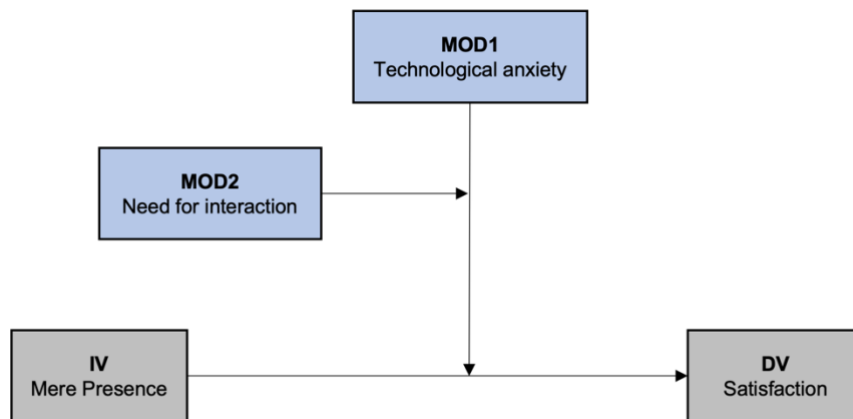 MOD1
Technological anxiety
MOD2
Need for interaction
IV
Mere Presence
DV
Satisfaction